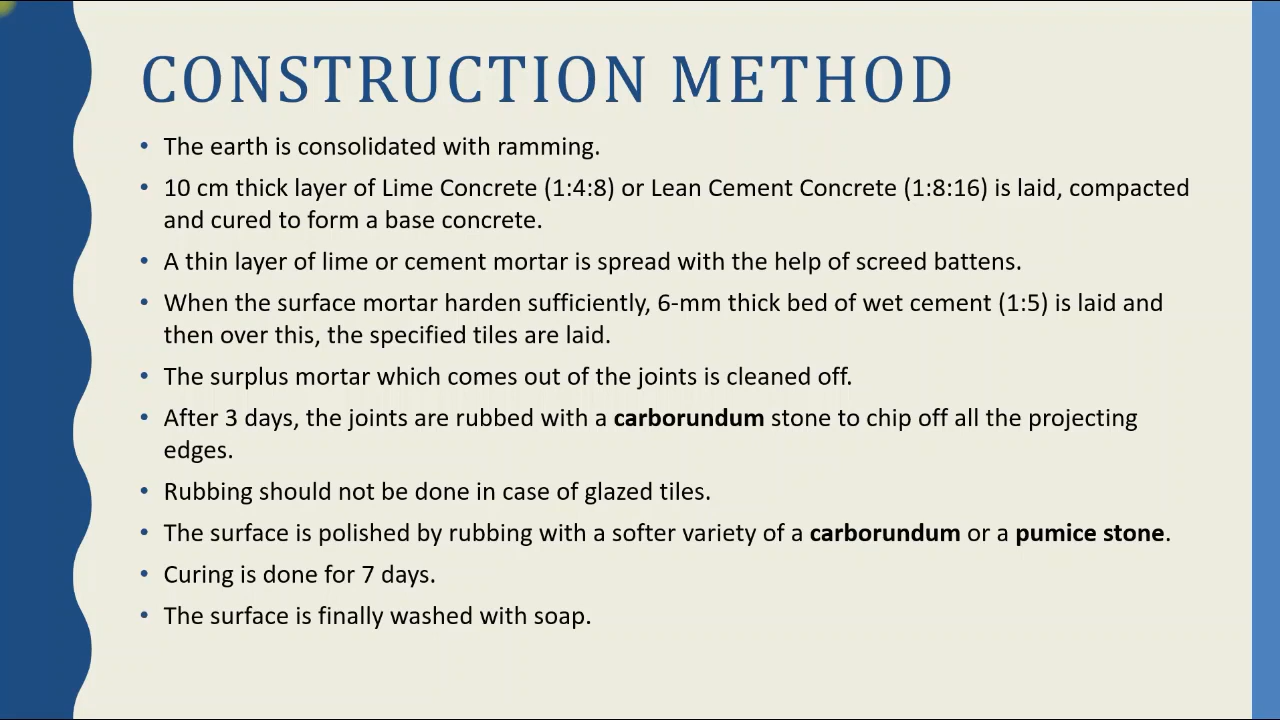 CONSTRUCTION METHOD
• The earth is consolidated with ramming.
• 10 cm thick layer of Lime Concrete (1:4:8) or Lean Cement Concrete (1:8:16) is laid, compacted
and cured to form a base concrete.
• A thin layer of lime or cement mortar is spread with the help of screed battens.
• When the surface mortar harden sufficiently, 6-mm thick bed of wet cement (1:5) is laid and
then over this, the specified tiles are laid.
• The surplus mortar which comes out of the joints is cleaned off.
• After 3 days, the joints are rubbed with a carborundum stone to chip off all the projecting
edges.
• Rubbing should not be done in case of glazed tiles.
• The surface is polished by rubbing with a softer variety of a carborundum or a pumice stone.
• Curing is done for 7 days.
• The surface is finally washed with soap.